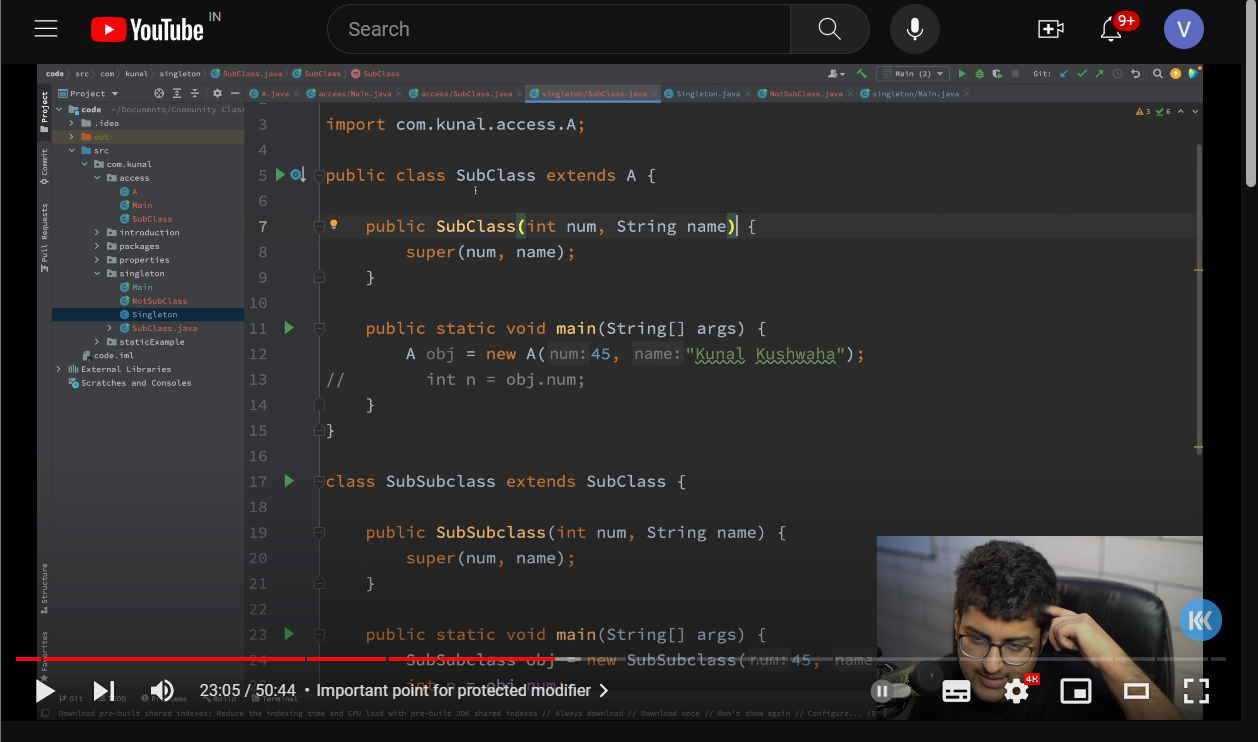 YouTube IN
Search
9+
V
code src com kunal singleton SubClass.java SubClass SubClass
Main (2) Git:
Project
A.java access/Main.java access/SubClass.java singleton/SubClass.java Singleton.java NotSubClass.java singleton/Main.java
3 6
Project
Commit
Pull Requests
Structure
Favorites
code ~/Documents/Community Class
.idea
out
src
com.kunal
access
A
Main
SubClass
introduction
packages
properties
singleton
Main
NotSubClass
Singleton
SubClass.java
staticExample
code.iml
External Libraries
Scratches and Consoles
3 import com.kunal.access.A;
4
5 public class SubClass extends A {
6
7 public SubClass(int num, String name) {
8 super(num, name);
9 }
10
11 public static void main(String[] args) {
12 A obj = new A( num: 45, name: "Kunal Kushwaha");
13 // int n = obj.num;
14 }
15 }
16
17 class SubSubclass extends SubClass {
18
19 public SubSubclass(int num, String name) {
20 super(num, name);
21 }
22
23 public static void main(String[] args) {
24 SubSubclass obj = new SubSubclass( num: 45, name
int n = obj.num;
KK
23:05 / 50:44 • Important point for protected modifier
4K
Git TODO Problems Build Terminal
Download pre-built shared indexes: Reduce the indexing time and CPU load with pre-built JDK shared indexes // Always download // Download once // Don't show again // Configure...